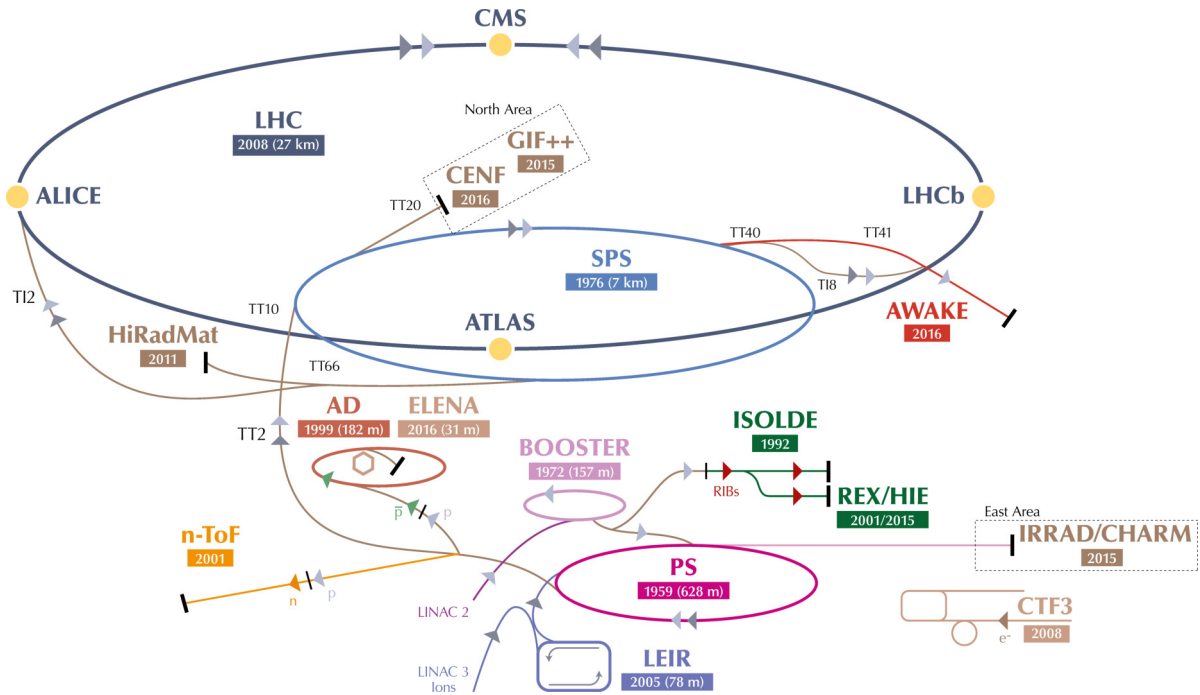 CMS
North Area
LHC
2008 (27 km)
GIF++
2015
CENF
2016
ALICE
LHCb
TT20
TT40
TT41
SPS
1976 (7 km)
TI8
TI2
TT10
ATLAS
AWAKE
2016
HiRadMat
2011
TT66
AD
1999 (182 m)
ELENA
2016 (31 m)
TT2
BOOSTER
1972 (157 m)
ISOLDE
1992
RIBs
REX/HIE
2001/2015
p̅
p
East Area
n-ToF
2001
IRRAD/CHARM
2015
PS
1959 (628 m)
n
p
LINAC 2
CTF3
2008
e-
LINAC 3
Ions
LEIR
2005 (78 m)